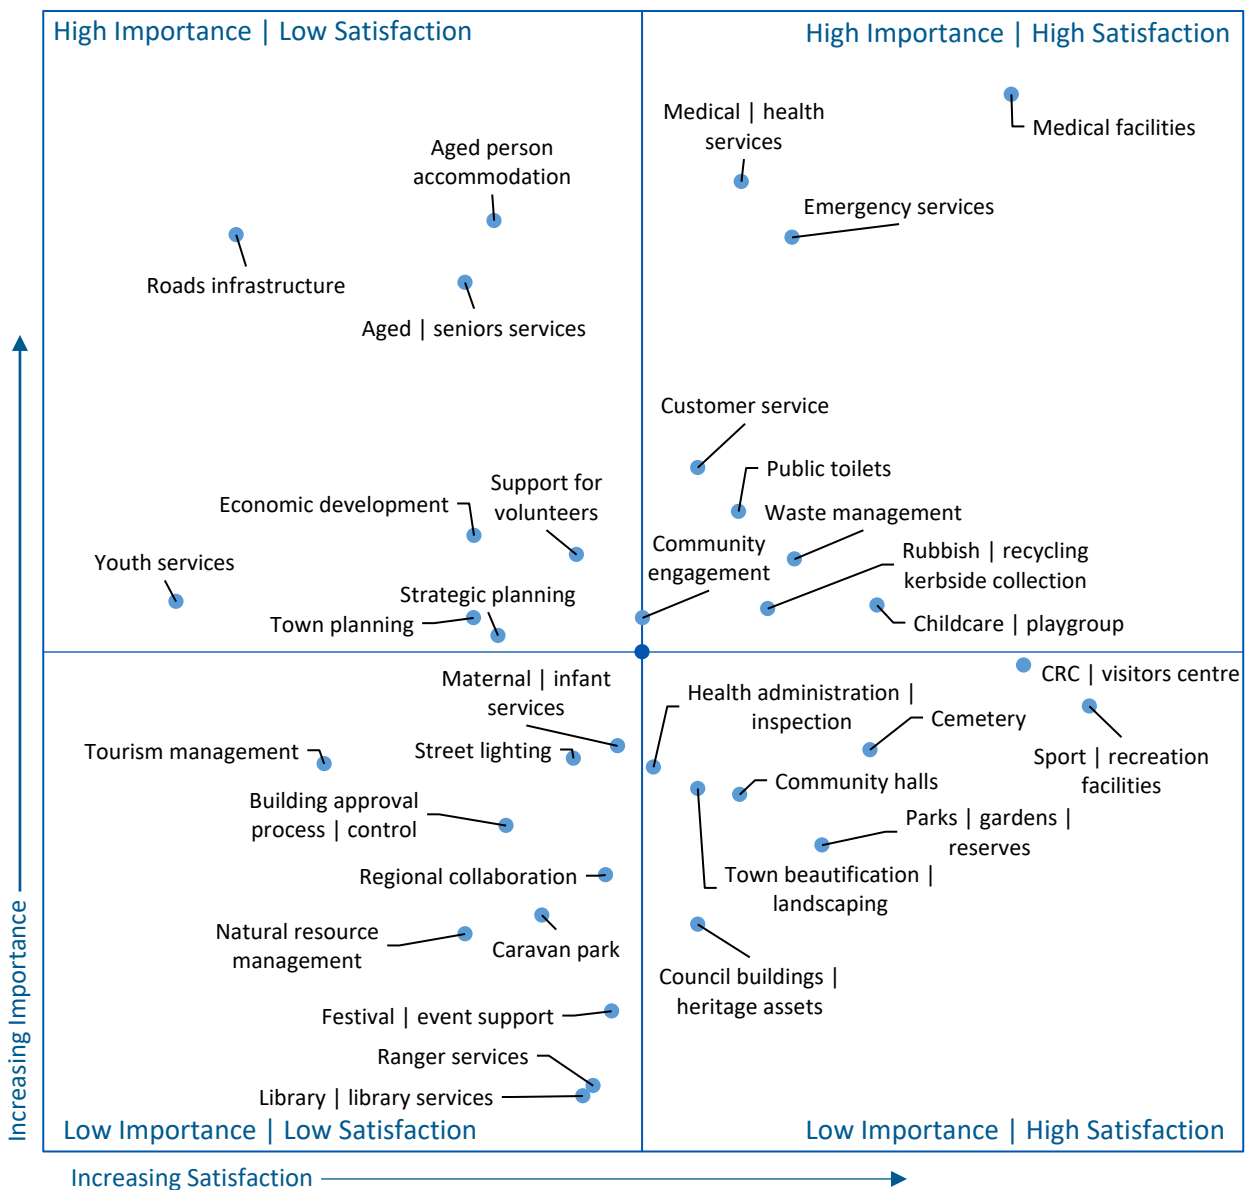 High Importance | Low Satisfaction
High Importance | High Satisfaction
Medical | health
services
Medical facilities
Aged person
accommodation
Emergency services
Roads infrastructure
Aged | seniors services
Customer service
Public toilets
Support for
volunteers
Economic development
Waste management
Community
engagement
Rubbish | recycling
kerbside collection
Youth services
Strategic planning
Town planning
Childcare | playgroup
Maternal | infant
services
CRC | visitors centre
Health administration |
inspection
Cemetery
Tourism management
Street lighting
Sport | recreation
facilities
Community halls
Building approval
process | control
Parks | gardens |
reserves
Regional collaboration
Town beautification |
landscaping
Natural resource
management
Caravan park
Council buildings |
heritage assets
Festival | event support
Ranger services
Library | library services
Low Importance | Low Satisfaction
Low Importance | High Satisfaction
Increasing Importance
Increasing Satisfaction